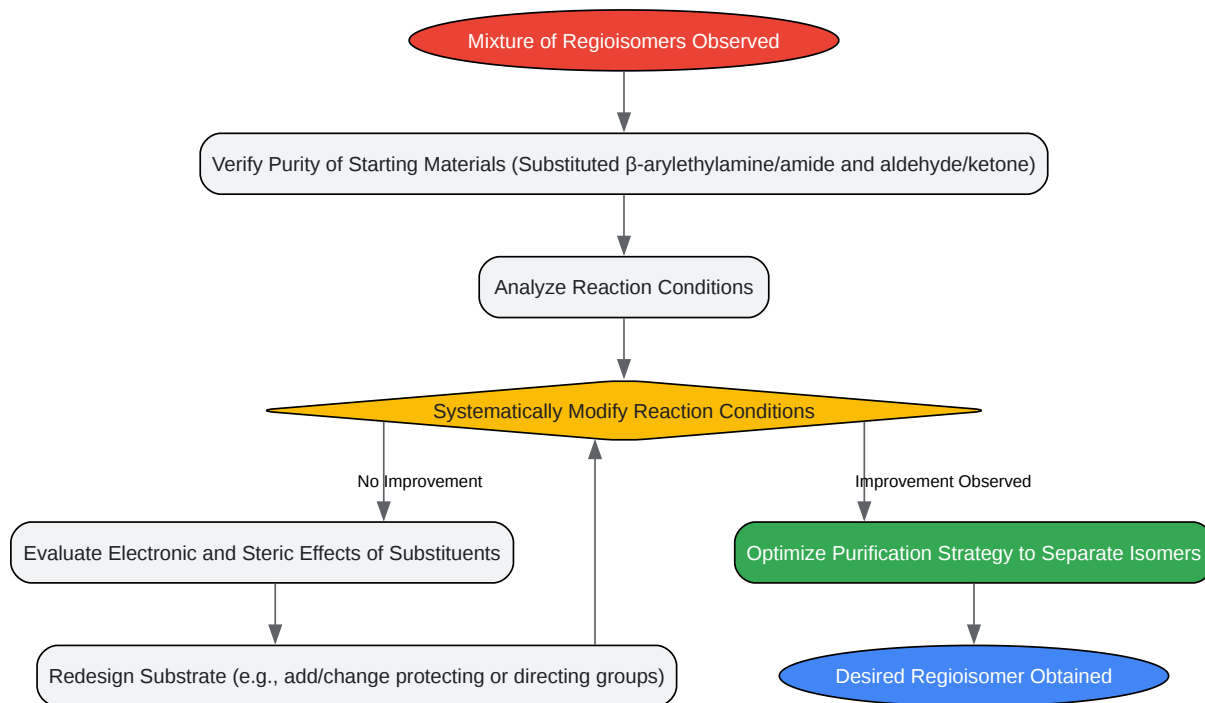 Mixture of Regioisomers Observed
Verify Purity of Starting Materials (Substituted β-arylethylamine/amide and aldehyde/ketone)
Analyze Reaction Conditions
Systematically Modify Reaction Conditions
No Improvement
Improvement Observed
Evaluate Electronic and Steric Effects of Substituents
Optimize Purification Strategy to Separate Isomers
Redesign Substrate (e.g., add/change protecting or directing groups)
Desired Regioisomer Obtained